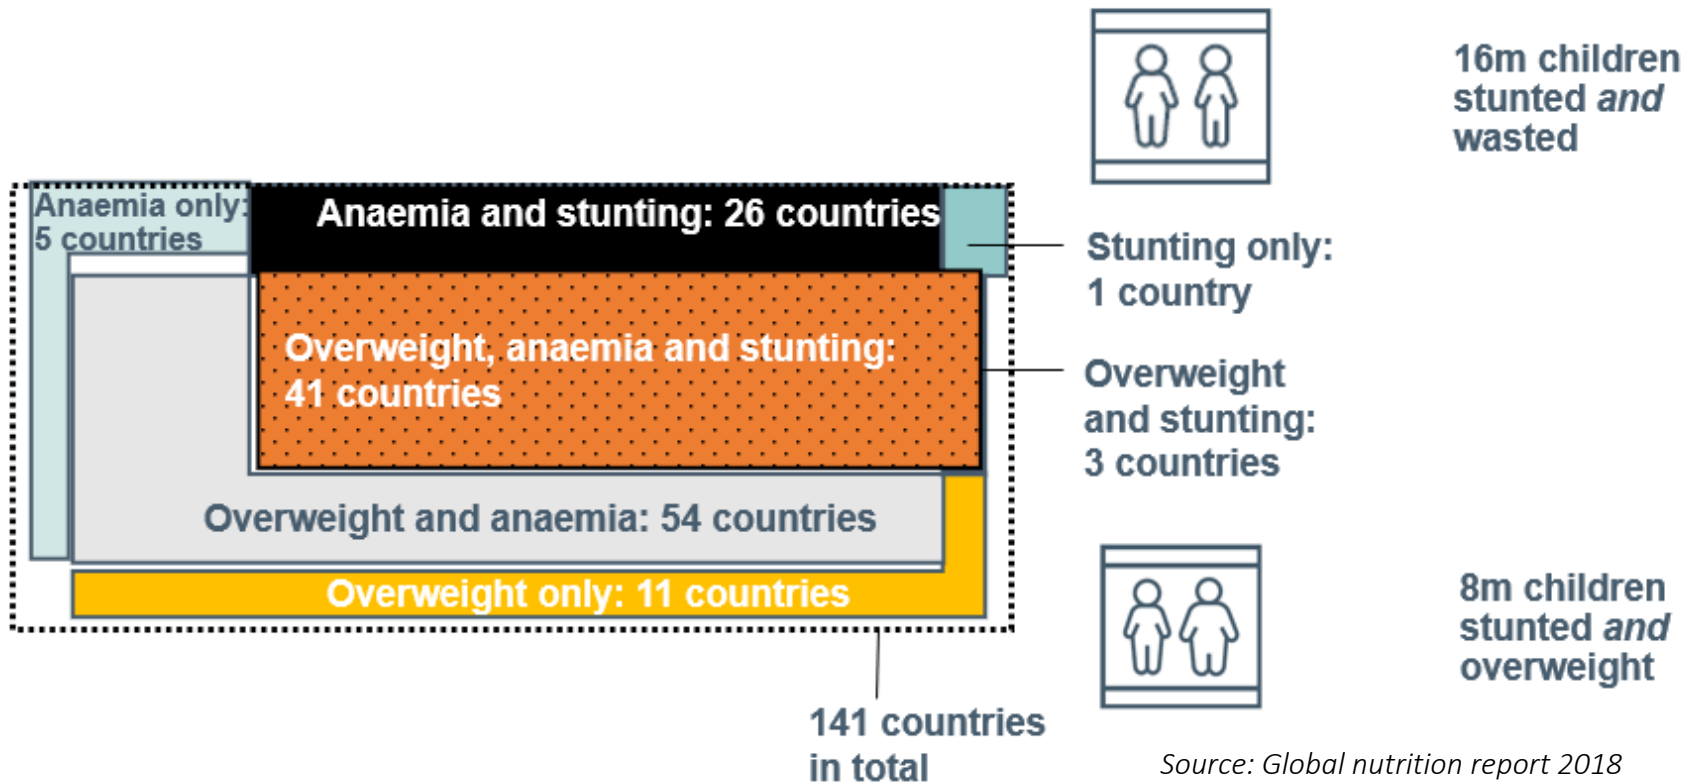 16m children
stunted and
wasted
Anaemia only:
5 countries
Anaemia and stunting: 26 countries
Stunting only:
1 country
Overweight, anaemia and stunting:
41 countries
Overweight
and stunting:
3 countries
Overweight and anaemia: 54 countries
Overweight only: 11 countries
8m children
stunted and
overweight
141 countries
in total
Source: Global nutrition report 2018